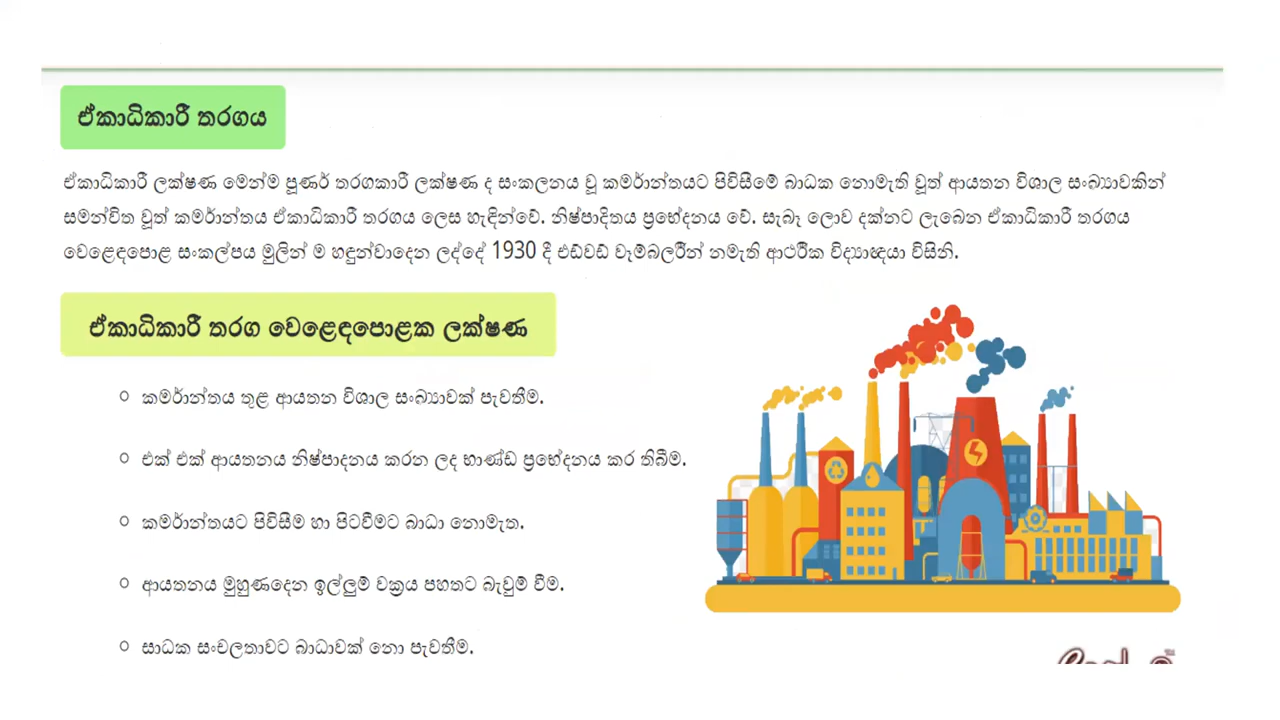 ඒකාධිකාරී තරගය
ඒකාධිකාරී ලක්ෂණ මෙන්ම පූර්ණ තරගකාරී ලක්ෂණ ද සංකලනය වූ කර්මාන්තයට පිවිසීමේ බාධක නොමැති වූත් ආයතන විශාල සංඛ්‍යාවකින්
සමන්විත වූත් කර්මාන්තය ඒකාධිකාරී තරගය ලෙස හැඳින්වේ. නිෂ්පාදිතය ප්‍රභේදනය වේ. සැබෑ ලොව දක්නට ලැබෙන ඒකාධිකාරී තරගය
වෙළෙඳපොළ සංකල්පය මුලින් ම හඳුන්වාදෙන ලද්දේ 1930 දී එඩ්වඩ් චැම්බලරීන් නමැති ආර්ථීක විද්‍යාඥයා විසිනි.
ඒකාධිකාරී තරග වෙළෙඳපොළක ලක්ෂණ
○ කර්මාන්තය තුළ ආයතන විශාල සංඛ්‍යාවක් පැවතීම.
○ එක් එක් ආයතනය නිෂ්පාදනය කරන ලද භාණ්ඩ ප්‍රභේදනය කර තිබීම.
○ කර්මාන්තයට පිවිසීම හා පිටවීමට බාධා නොමැත.
○ ආයතනය මුහුණදෙන ඉල්ලුම් වක්‍රය පහතට බැවුම් වීම.
○ සාධක සංචලතාවට බාධාවක් නො පැවතීම.